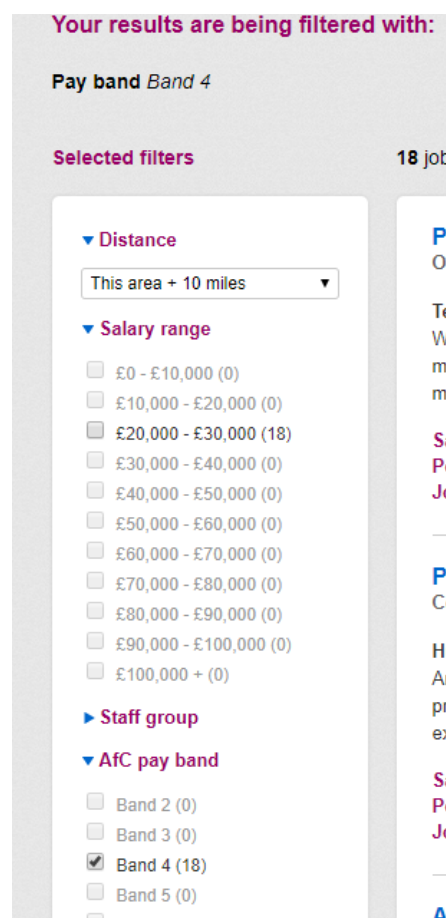 Your results are being filtered with:
Pay band Band 4
Selected filters
18
Distance
This area + 10 miles
Salary range
£0 - £10,000 (0)
£10,000 - £20,000 (0)
£20,000 - £30,000 (18)
£30,000 - £40,000 (0)
£40,000 - £50,000 (0)
£50,000 - £60,000 (0)
£60,000 - £70,000 (0)
£70,000 - £80,000 (0)
£80,000 - £90,000 (0)
£90,000 - £100,000 (0)
£100,000 + (0)
Staff group
AfC pay band
Band 2 (0)
Band 3 (0)
Band 4 (18)
Band 5 (0)